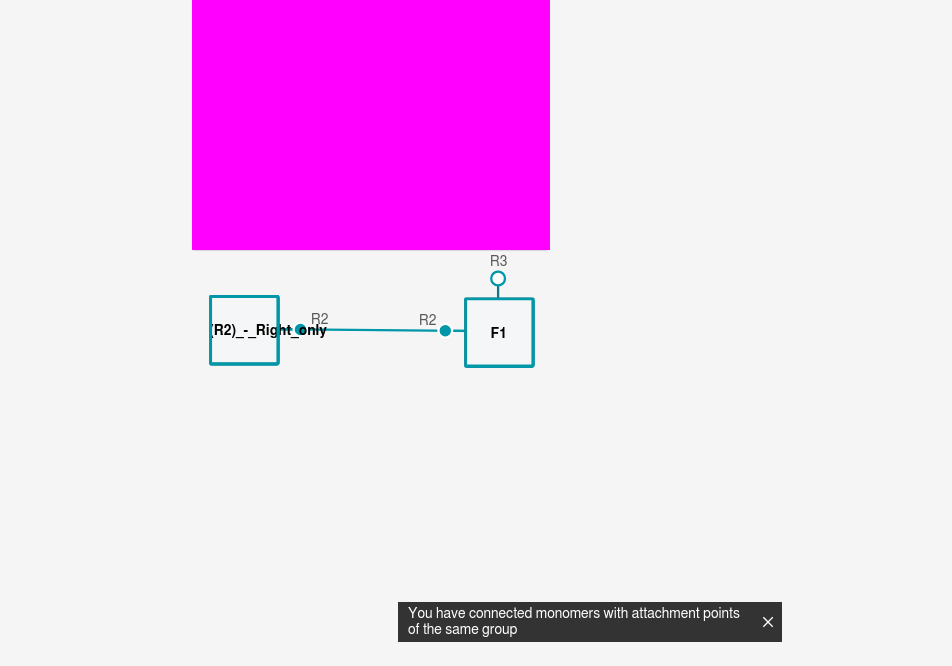 R3
R2
R2
(R2)_-_Right_only
F1
You have connected monomers with attachment points
of the same group